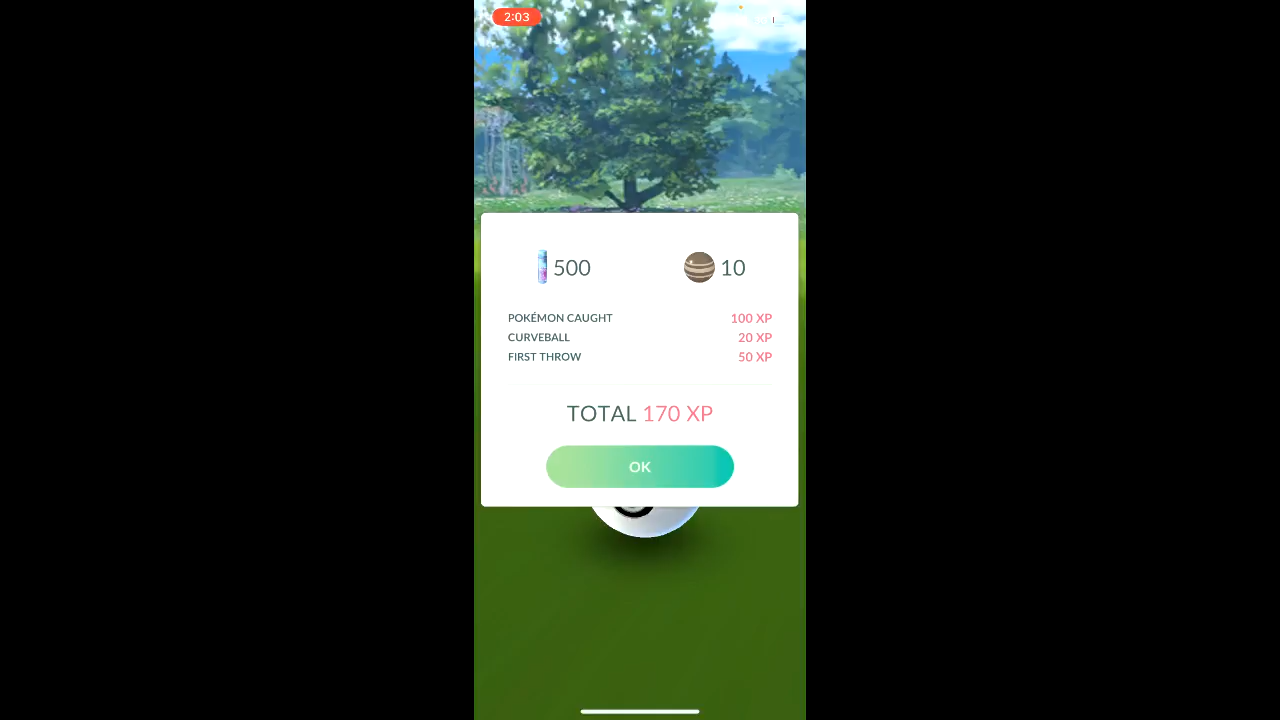 2:03
500 10
POKÉMON CAUGHT 100 XP
CURVEBALL 20 XP
FIRST THROW 50 XP
TOTAL 170 XP
OK